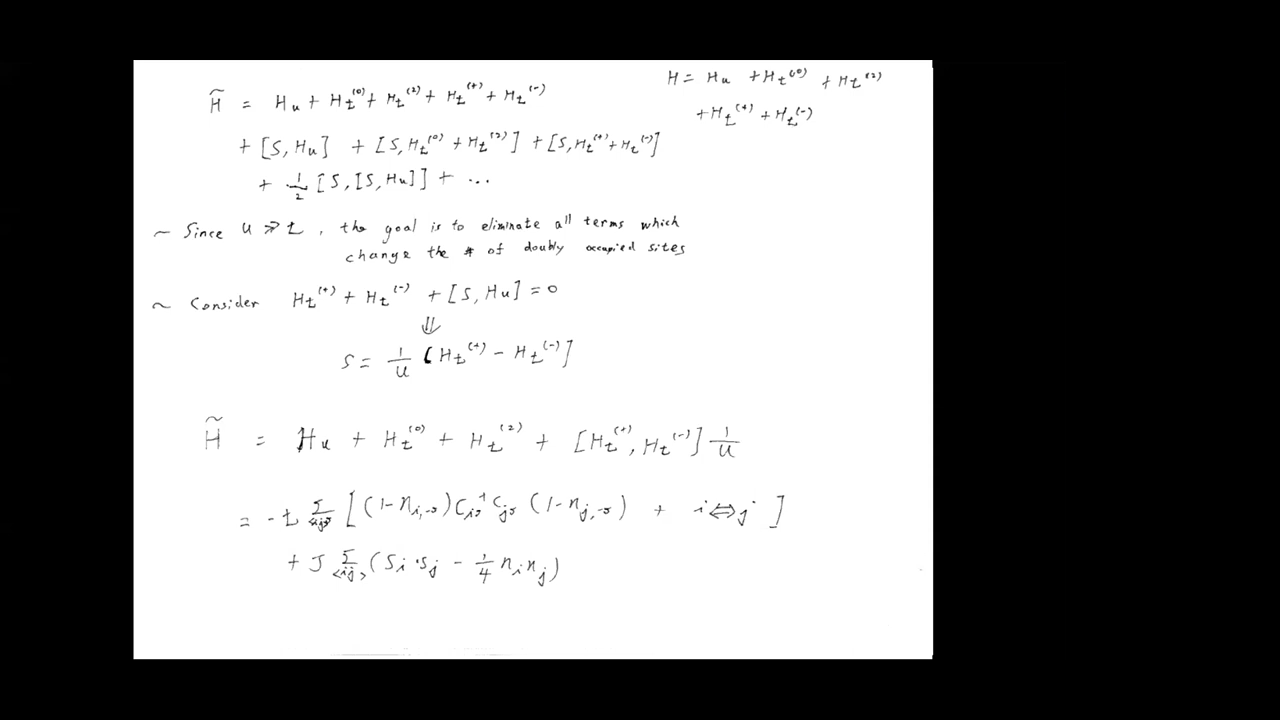 H̃ = Hu + Ht^(0) + Ht^(2) + Ht^(+) + Ht^(-)
H = Hu + Ht^(0) + Ht^(2)
+ Ht^(+) + Ht^(-)
+ [S, Hu] + [S, Ht^(0) + Ht^(2)] + [S, Ht^(+) + Ht^(-)]
+ 1/2 [S, [S, Hu]] + ...
~ Since U ≫ t, the goal is to eliminate all terms which
change the # of doubly occupied sites
~ Consider Ht^(+) + Ht^(-) + [S, Hu] = 0
⇓
S = 1/U [Ht^(+) - Ht^(-)]
H̃ = Hu + Ht^(0) + Ht^(2) + [Ht^(+), Ht^(-)] 1/U
= -t Σ_<ij>σ [(1-n_i,-σ) C_iσ^† C_jσ (1-n_j,-σ) + i⇔j]
+ J Σ_<ij> (S_i · S_j - 1/4 n_i n_j)